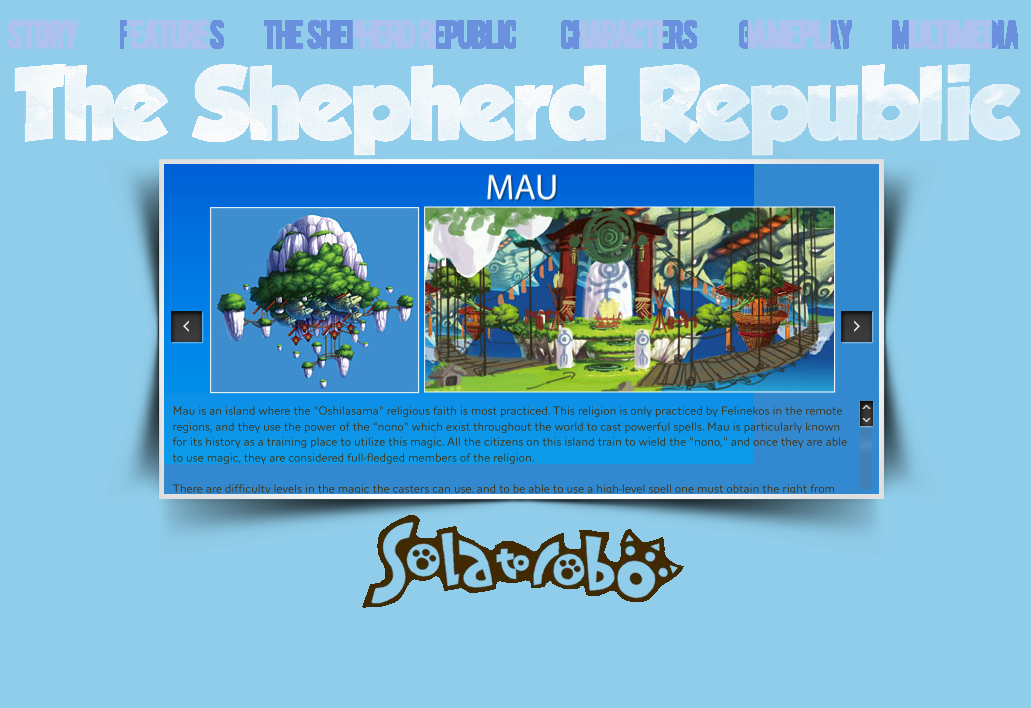 STORY FEATURES THE SHEPHERD REPUBLIC CHARACTERS GAMEPLAY MULTIMEDIA
The Shepherd Republic
MAU
Mau is an island where the "Oshilasama" religious faith is most practiced. This religion is only practiced by Felinekos in the remote
regions, and they use the power of the "nono" which exist throughout the world to cast powerful spells. Mau is particularly known
for its history as a training place to utilize this magic. All the citizens on this island train to wield the "nono," and once they are able
to use magic, they are considered full-fledged members of the religion.
There are difficulty levels in the magic the casters can use, and to be able to use a high-level spell one must obtain the right from
Solatorobo